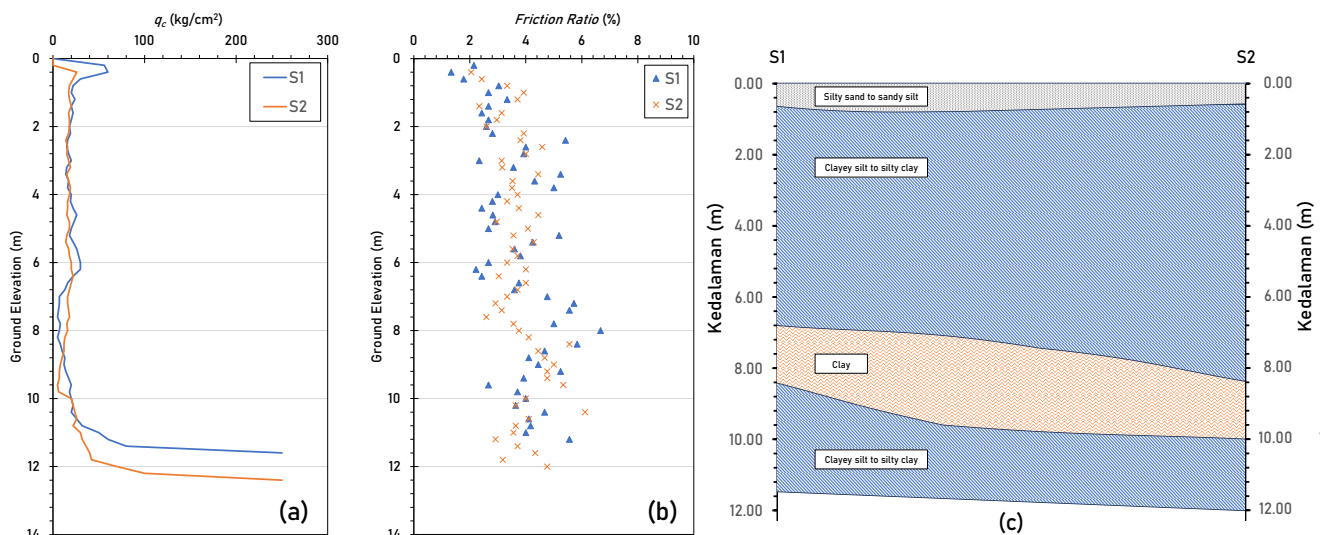 qc (kg/cm²)
0 100 200 300
0
2
4
6
8
10
12
14
Ground Elevation (m)
S1
S2
(a)
Friction Ratio (%)
0 2 4 6 8 10
0
2
4
6
8
10
12
14
Ground Elevation (m)
S1
S2
(b)
S1 S2
0.00 0.00
Silty sand to sandy silt
2.00 2.00
Clayey silt to silty clay
4.00 4.00
Kedalaman (m) Kedalaman (m)
6.00 6.00
Clay
8.00 8.00
10.00 10.00
Clayey silt to silty clay
12.00 12.00
(c)